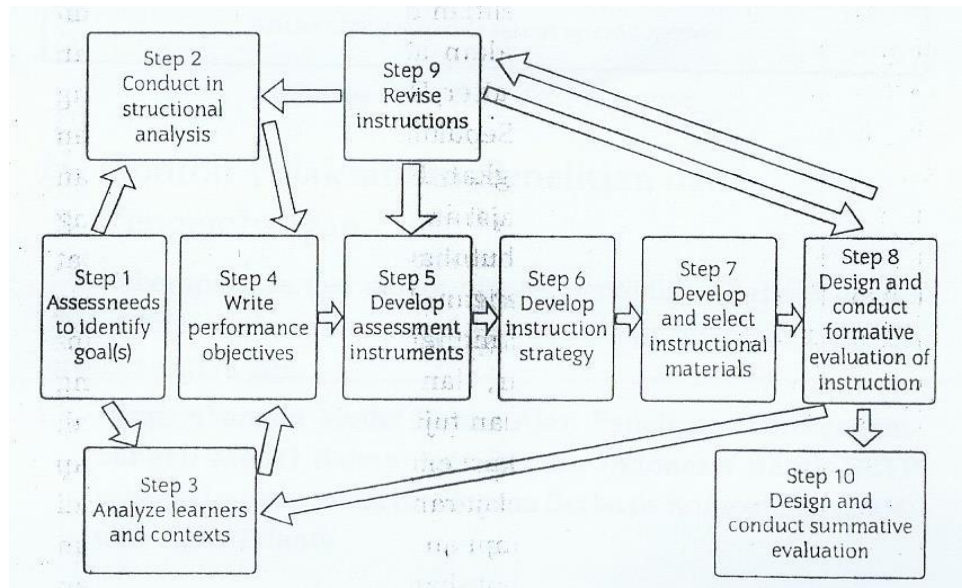 Step 2
Conduct in
structional
analysis
Step 9
Revise
instructions
Step 1
Assessneeds
to identify
goal(s)
Step 4
Write
performance
objectives
Step 5
Develop
assessment
instruments
Step 6
Develop
instruction
strategy
Step 7
Develop
and select
instructional
materials
Step 8
Design and
conduct
formative
evaluation of
instruction
Step 3
Analyze learners
and contexts
Step 10
Design and
conduct summative
evaluation